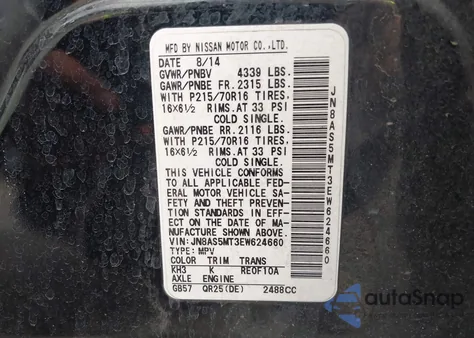 MFD BY NISSAN MOTOR CO.,LTD.
DATE 8/14
GVWR/PNBV 4339 LBS.
GAWR/PNBE FR. 2315 LBS.
WITH P215/70R16 TIRES,
16X6½ RIMS.AT 33 PSI
COLD SINGLE.
GAWR/PNBE RR. 2116 LBS.
WITH P215/70R16 TIRES,
16X6½ RIMS.AT 33 PSI
COLD SINGLE.
THIS VEHICLE CONFORMS
TO ALL APPLICABLE FED-
ERAL MOTOR VEHICLE SA-
FETY AND THEFT PREVEN-
TION STANDARDS IN EFF-
ECT ON THE DATE OF MA-
NUFACTURE SHOWN ABOVE.
VIN:JN8AS5MT3EW624660
TYPE: MPV
COLOR TRIM TRANS
KH3 K RE0F10A
AXLE ENGINE
GB57 QR25(DE) 2488CC
JN8AS5MT3EW624660
autoSnap